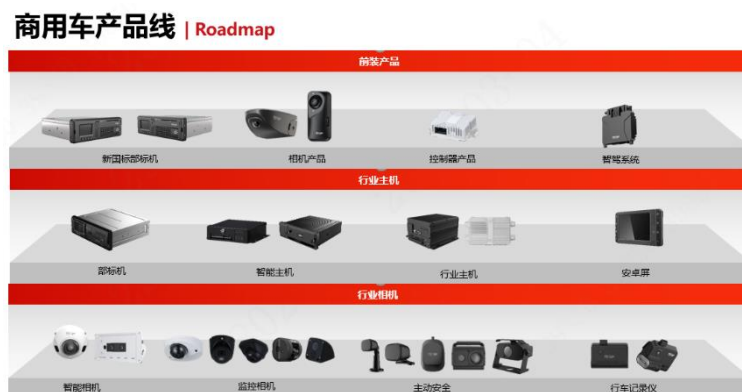 商用车产品线 | Roadmap
前装产品
新国标部标机 相机产品 控制器产品 智驾系统
行业主机
部标机 智能主机 行业主机 安卓屏
行业相机
智能相机 监控相机 主动安全 行车记录仪